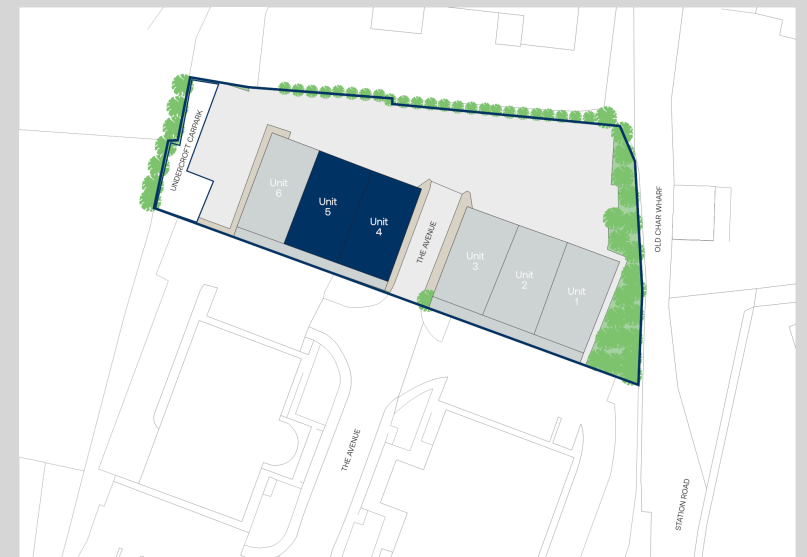 UNDERCROFT CARPARK
Unit
6
Unit
5
Unit
4
THE AVENUE
Unit
3
Unit
2
Unit
1
OLD CHAR WHARF
THE AVENUE
STATION ROAD